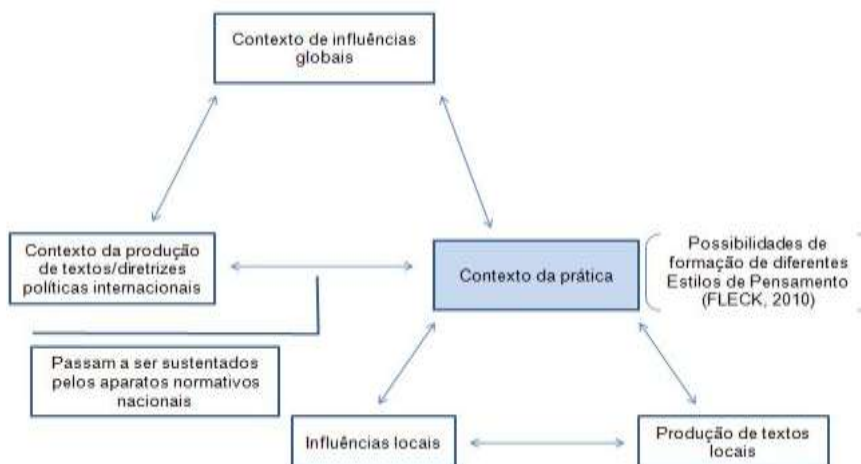 Contexto de influências
globais
Contexto da produção
de textos/diretrizes
políticas internacionais
Contexto da prática
Possibilidades de
formação de diferentes
Estilos de Pensamento
(FLECK, 2010)
Passam a ser sustentados
pelos aparatos normativos
nacionais
Influências locais
Produção de textos
locais